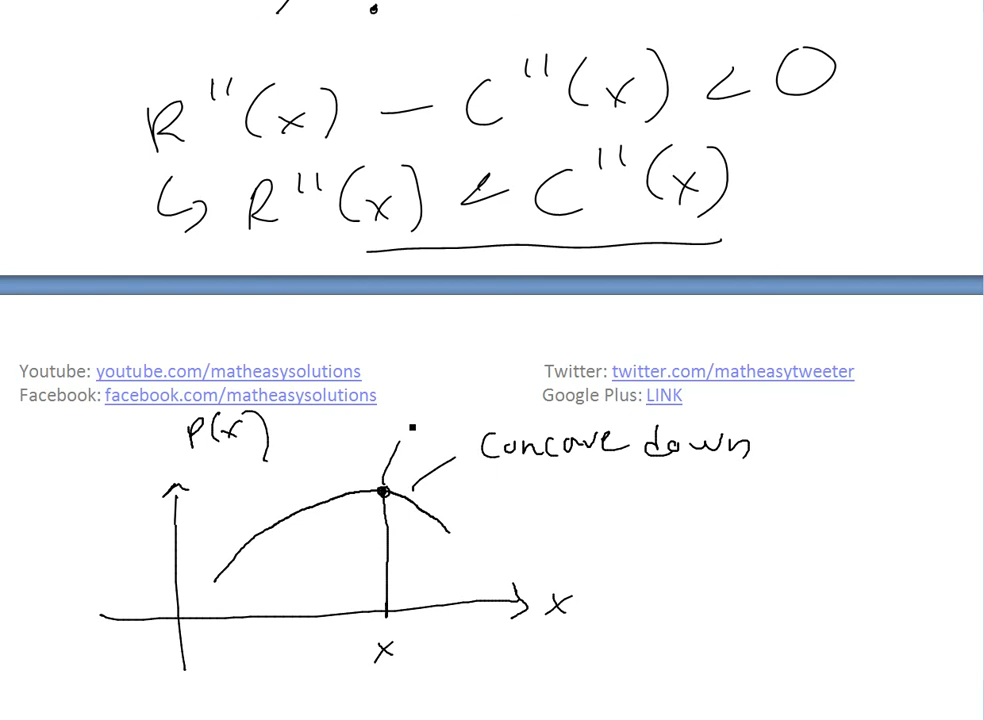 R''(x) - C''(x) < 0
↳ R''(x) < C''(x)
Youtube: youtube.com/matheasysolutions
Twitter: twitter.com/matheasytweeter
Facebook: facebook.com/matheasysolutions
Google Plus: LINK
P(x)
concave down
x
x